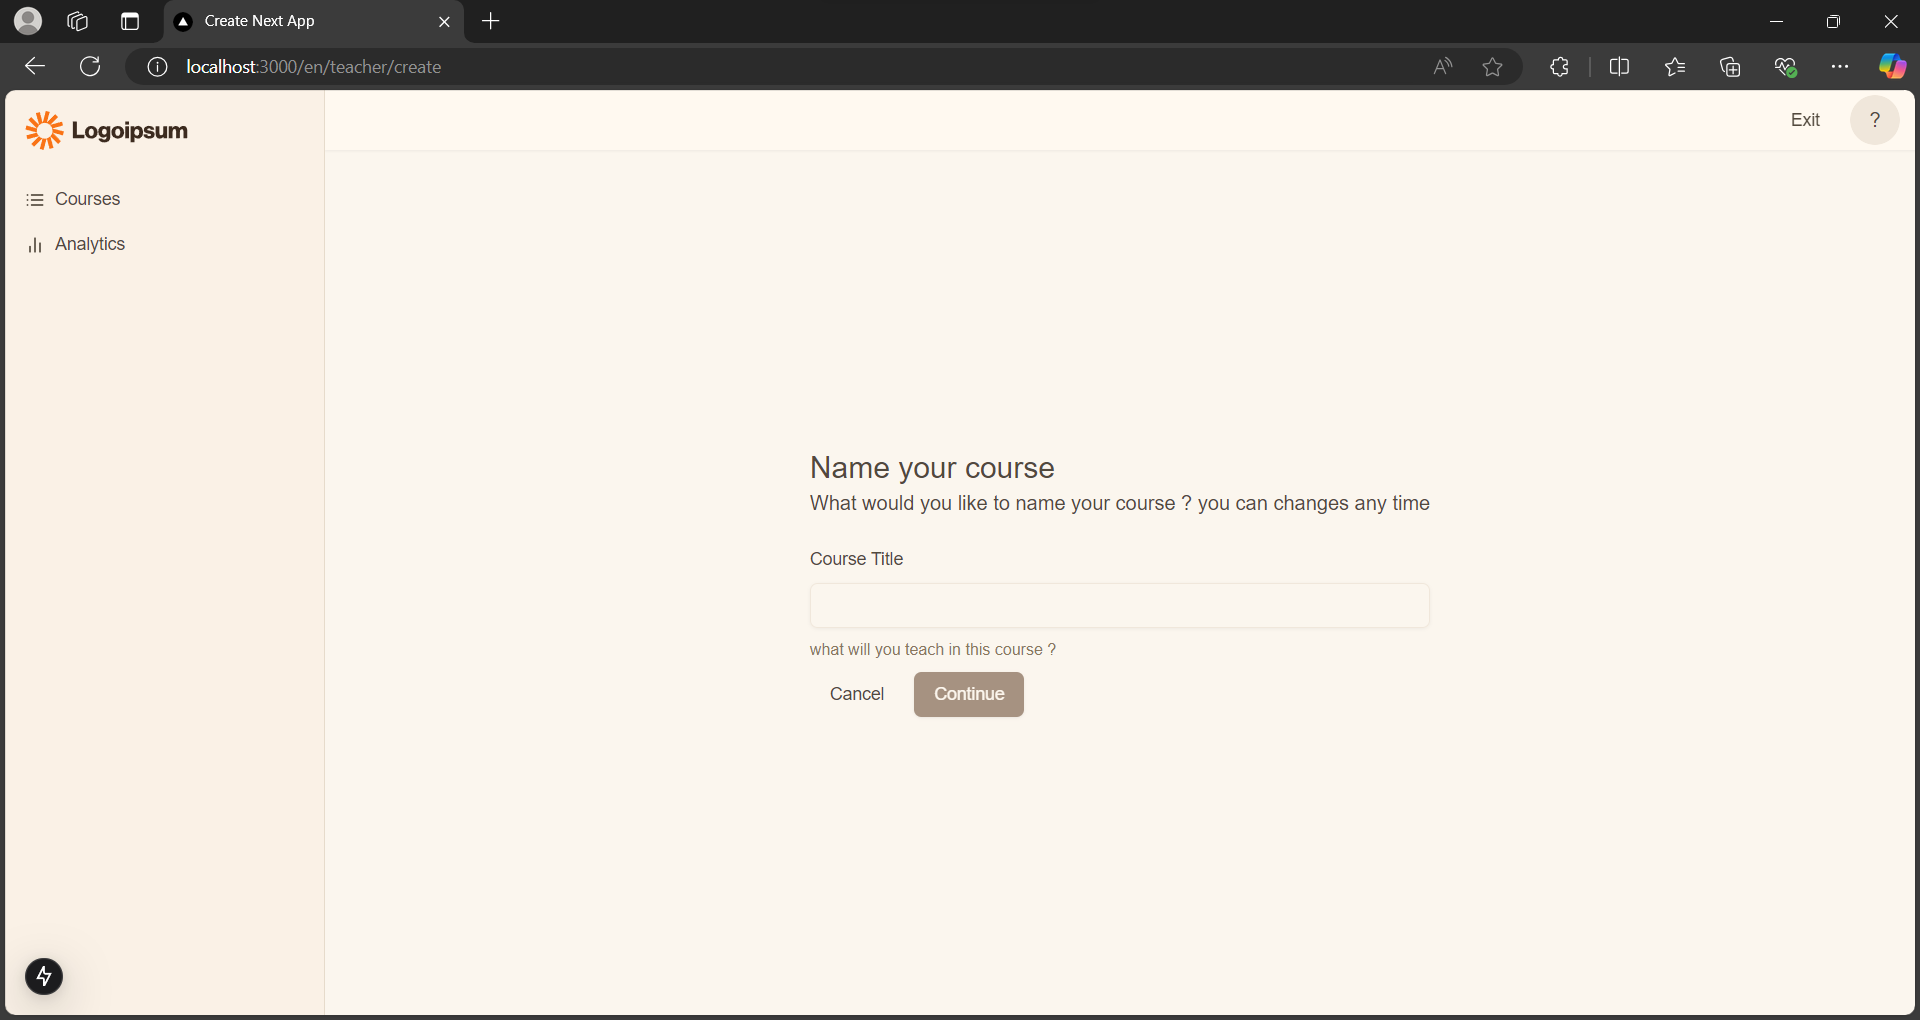 Create Next App
localhost:3000/en/teacher/create
Logoipsum
Exit
?
Courses
Analytics
Name your course
What would you like to name your course ? you can changes any time
Course Title
what will you teach in this course ?
Cancel
Continue